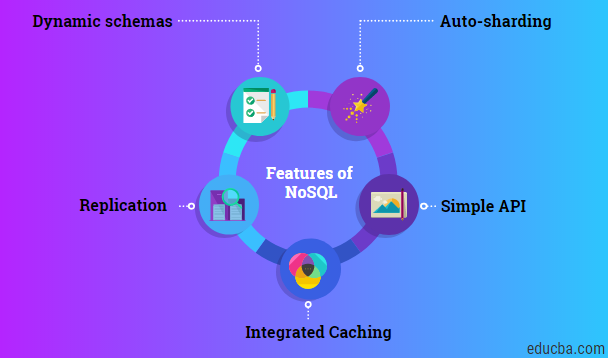 Dynamic schemas
Auto-sharding
Features of
NoSQL
Replication
Simple API
Integrated Caching
educba.com